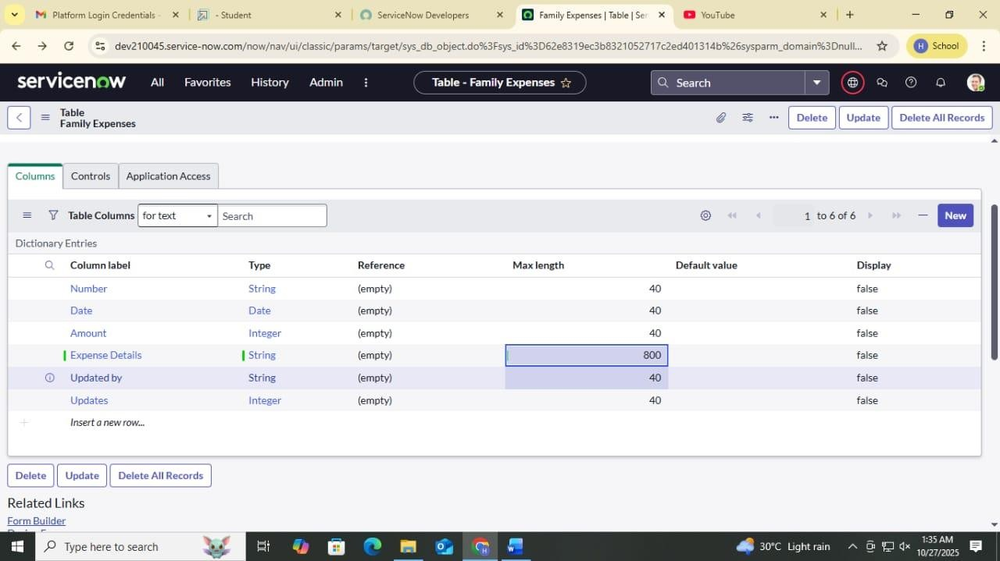 Platform Login Credentials -
- Student
ServiceNow Developers
Family Expenses | Table | Ser
YouTube
dev210045.service-now.com/now/nav/ui/classic/params/target/sys_db_object.do%3Fsys_id%3D62e8319ec3b8321052717c2ed401314b%26sysparm_domain%3Dnull...
H School
servicenow All Favorites History Admin Table - Family Expenses Search
Table
Family Expenses
Delete Update Delete All Records
Columns Controls Application Access
Table Columns for text Search 1 to 6 of 6 New
Dictionary Entries
Column label Type Reference Max length Default value Display
Number String (empty) 40 false
Date Date (empty) 40 false
Amount Integer (empty) 40 false
Expense Details String (empty) 800 false
Updated by String (empty) 40 false
Updates Integer (empty) 40 false
Insert a new row...
Delete Update Delete All Records
Related Links
Form Builder
Type here to search
30°C Light rain
1:35 AM
10/27/2025